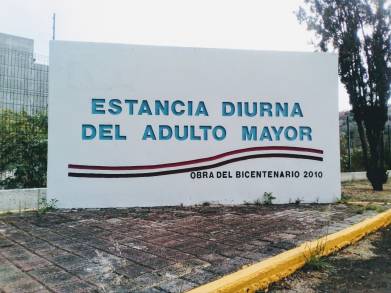 ESTANCIA DIURNA
DEL ADULTO MAYOR
OBRA DEL BICENTENARIO 2010